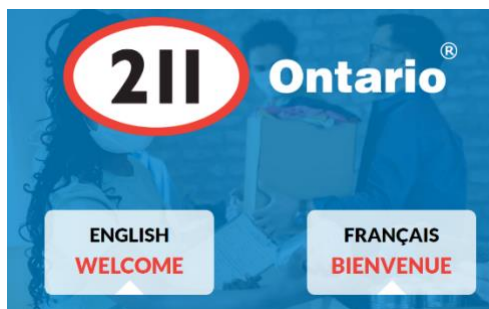 211 Ontario®
ENGLISH
WELCOME
FRANÇAIS
BIENVENUE